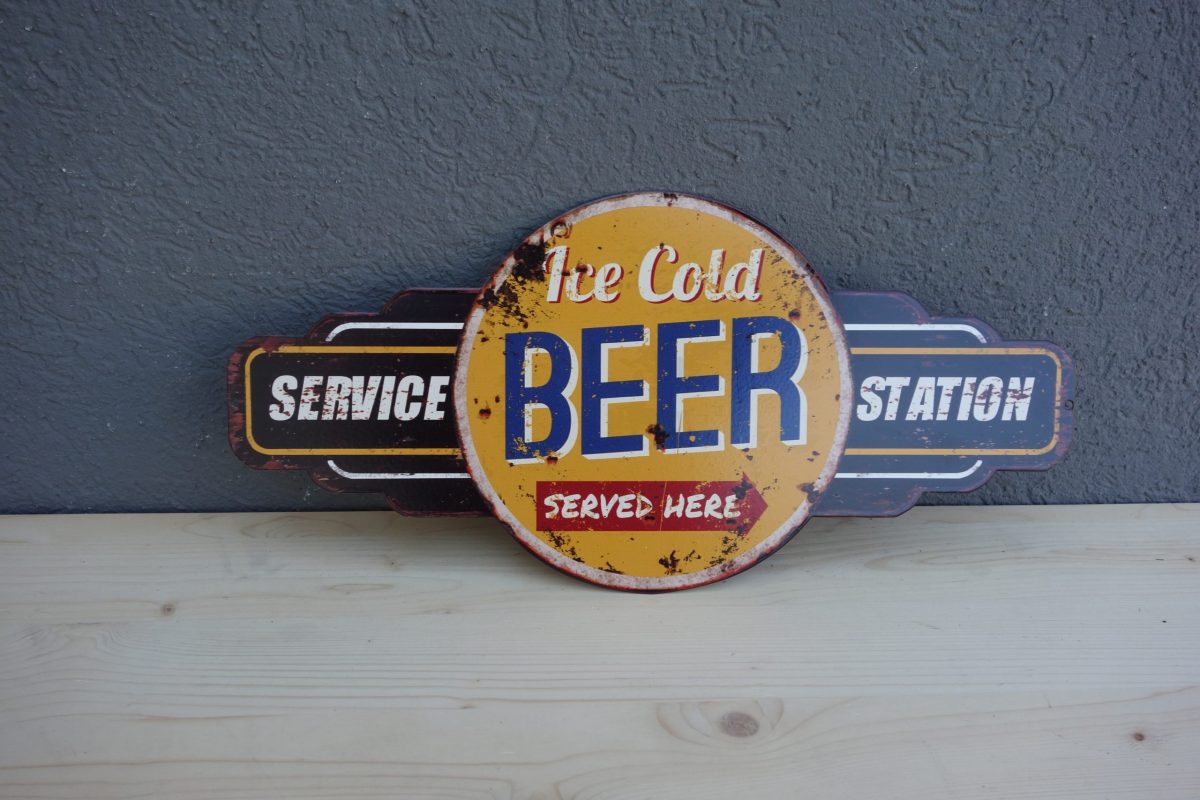 Ice Cold
BEER
SERVICE
STATION
SERVED HERE